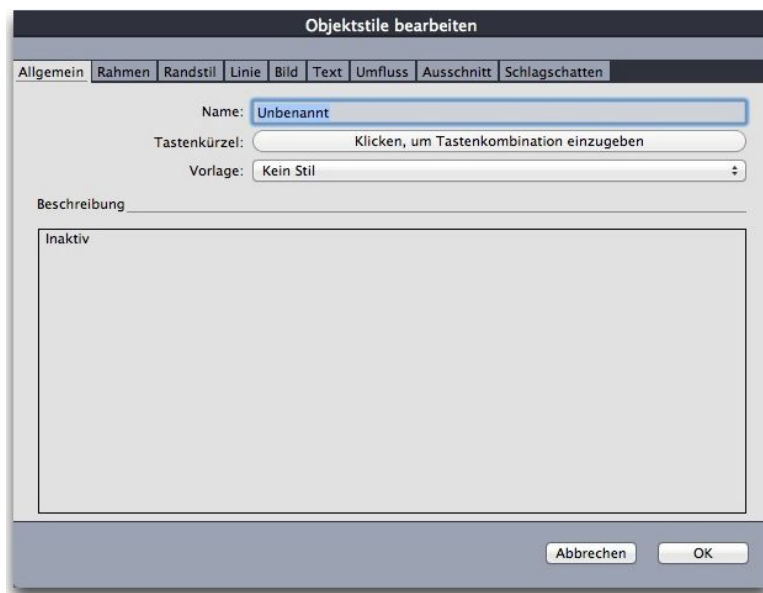 Objektstile bearbeiten
Allgemein Rahmen Randstil Linie Bild Text Umfluss Ausschnitt Schlagschatten
Name: Unbenannt
Tastenkürzel: Klicken, um Tastenkombination einzugeben
Vorlage: Kein Stil
Beschreibung
Inaktiv
Abbrechen OK